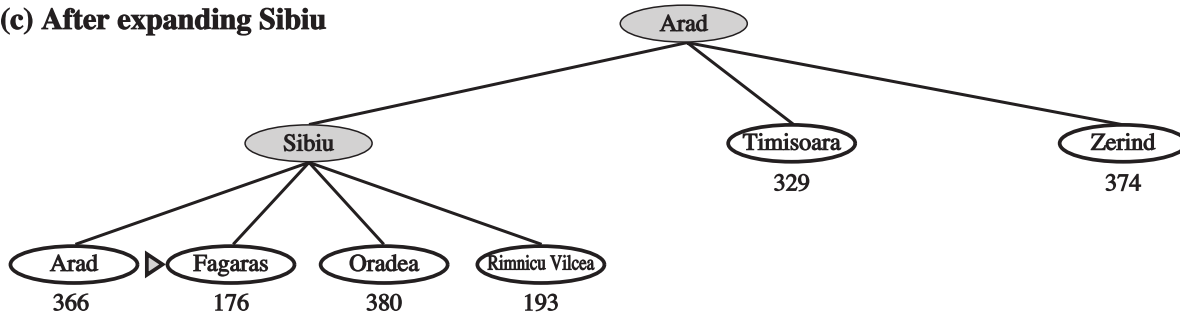 (c) After expanding Sibiu
Arad
Sibiu
Timisoara
Zerind
329
374
Arad
Fagaras
Oradea
Rimnicu Vilcea
366
176
380
193